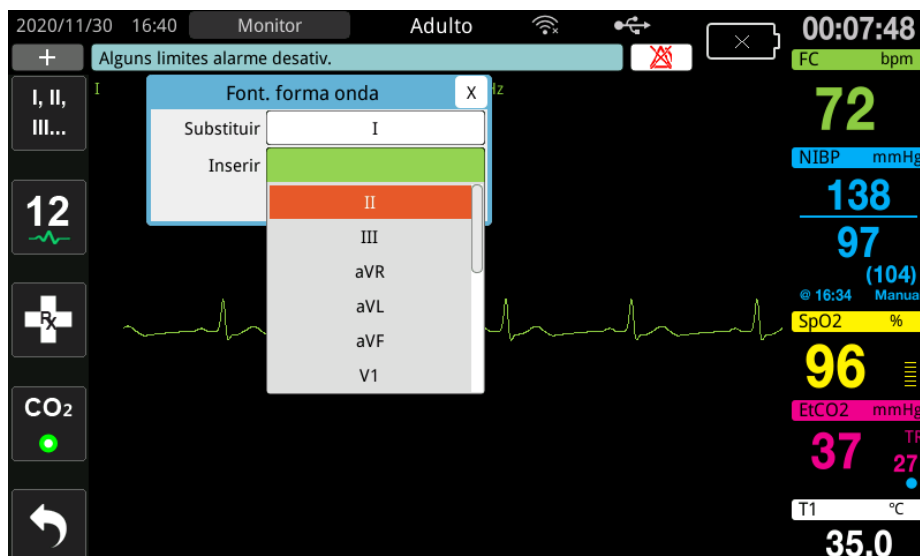 2020/11/30 16:40 Monitor Adulto 00:07:48
+ Alguns limites alarme desativ.
FC bpm
72
I, II,
III...
I
Font. forma onda X
Hz
Substituir I
Inserir
II
III
aVR
aVL
aVF
V1
12
Rx
CO2
NIBP mmHg
138
97
(104)
@ 16:34 Manua
SpO2 %
96
EtCO2 mmHg
37
27
T1 °C
35.0